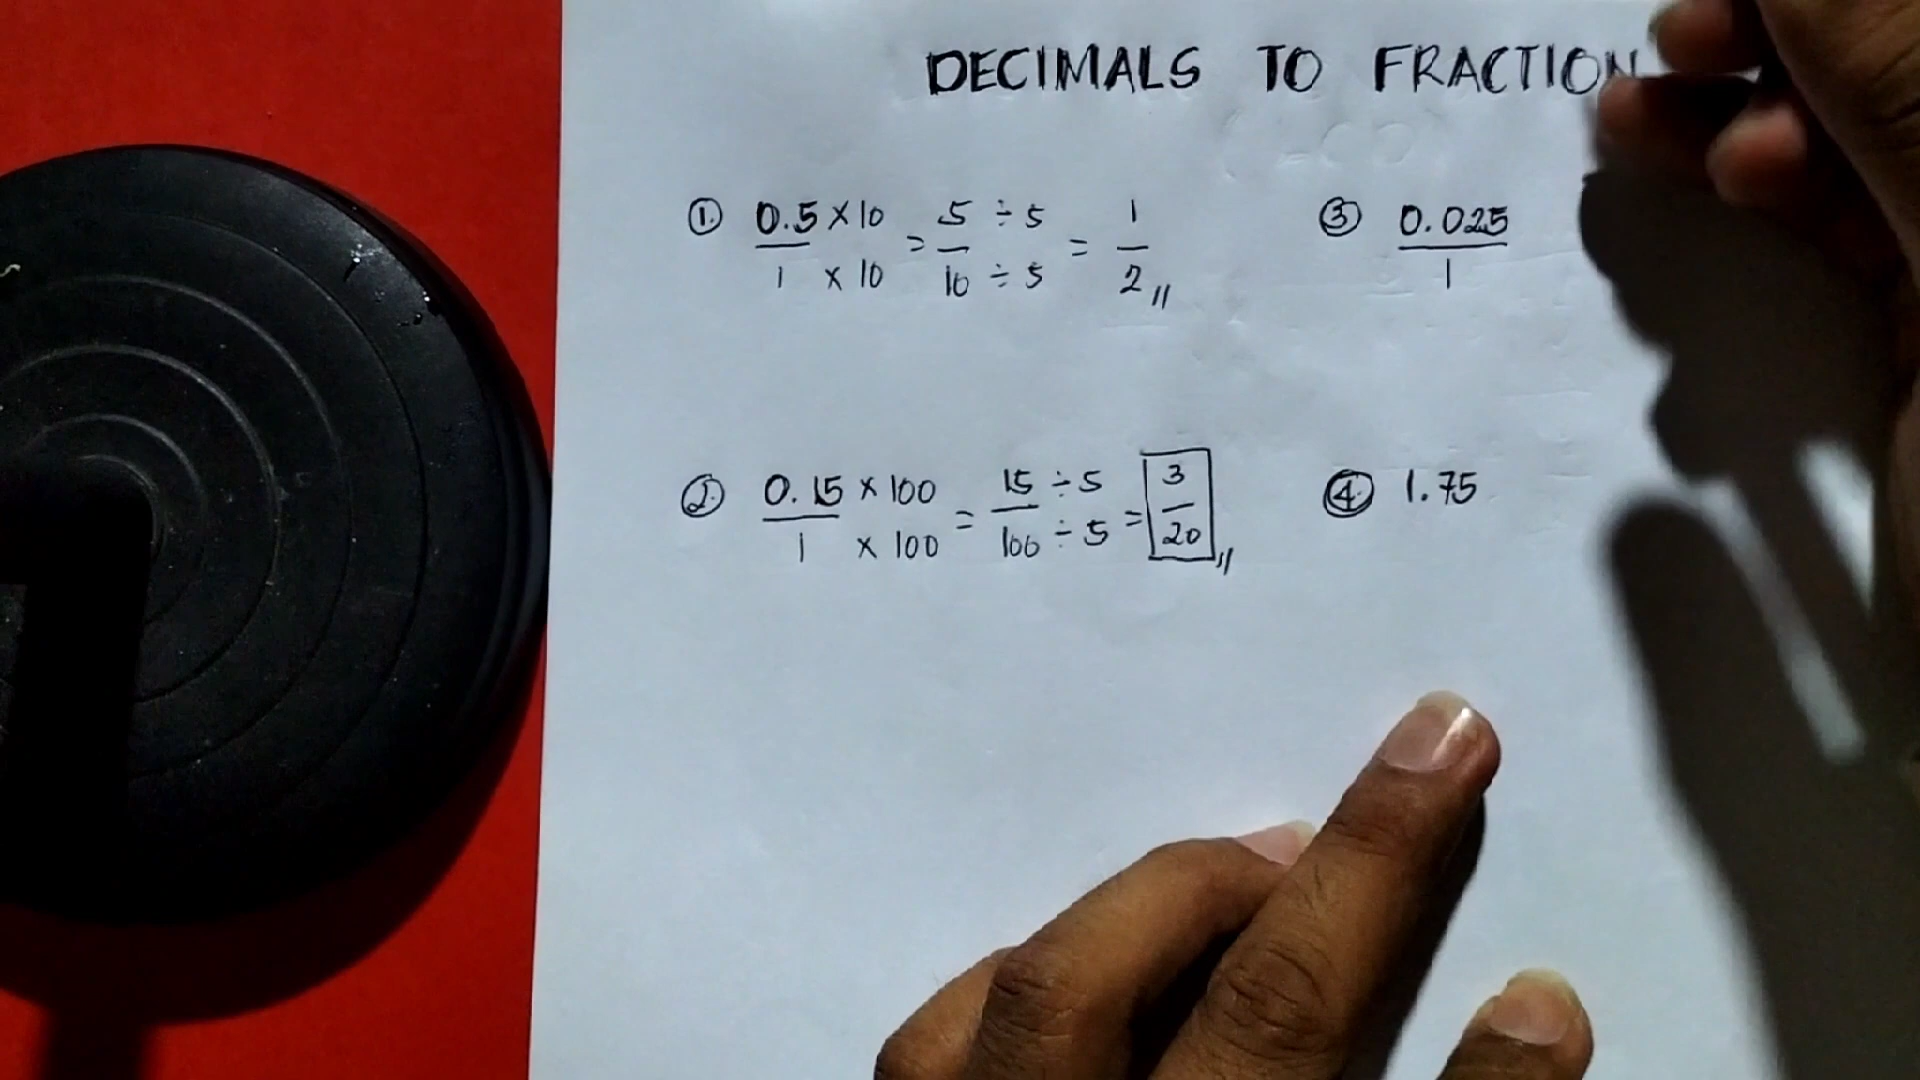 DECIMALS TO FRACTION
① 0.5 × 10 = 5 ÷ 5 = 1
1 × 10 10 ÷ 5 2 //
② 0.15 × 100 = 15 ÷ 5 = 3
1 × 100 100 ÷ 5 20 //
③ 0.025
1
④ 1.75